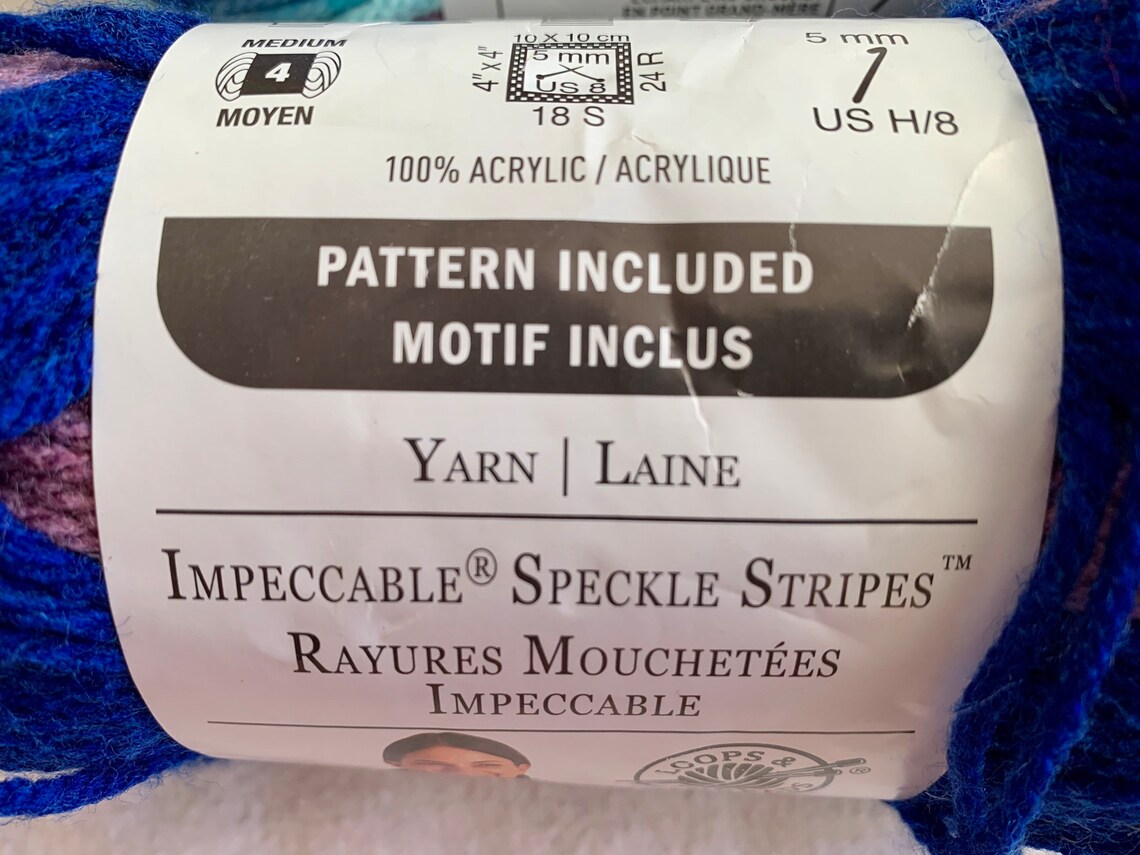 EN POINT GRAND-MÈRE
MEDIUM
4
MOYEN
10 X 10 cm
4" x 4"
5 mm
US 8
24 R
18 S
5 mm
US H/8
100% ACRYLIC / ACRYLIQUE
PATTERN INCLUDED
MOTIF INCLUS
YARN | LAINE
IMPECCABLE® SPECKLE STRIPES™
RAYURES MOUCHETÉES
IMPECCABLE
LOOPS &
®